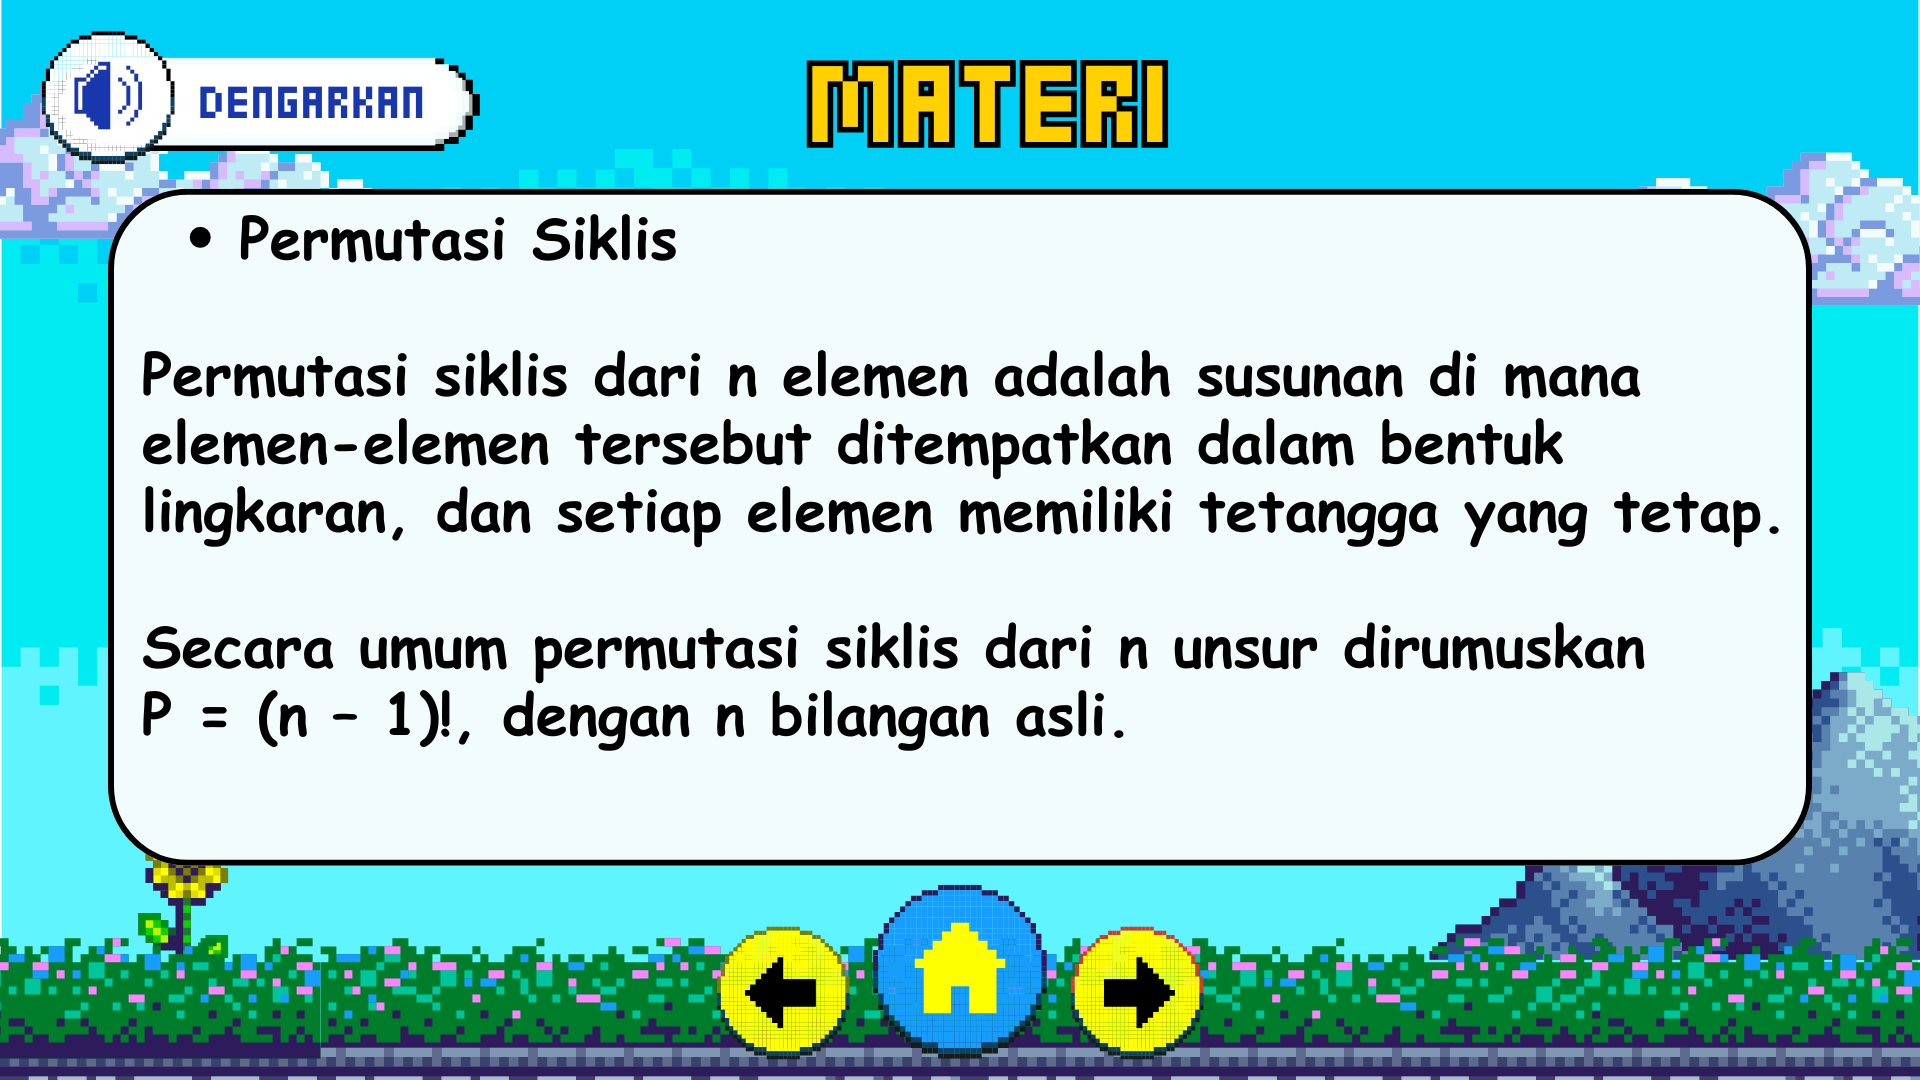 DENGARKAN
MATERI
• Permutasi Siklis
Permutasi siklis dari n elemen adalah susunan di mana
elemen-elemen tersebut ditempatkan dalam bentuk
lingkaran, dan setiap elemen memiliki tetangga yang tetap.
Secara umum permutasi siklis dari n unsur dirumuskan
P = (n – 1)!, dengan n bilangan asli.